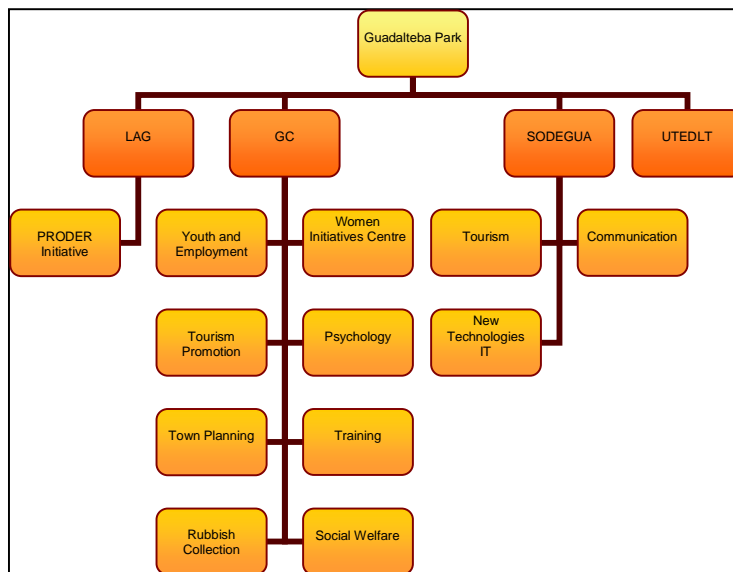 Guadalteba Park
LAG
GC
SODEGUA
UTEDLT
PRODER
Initiative
Youth and
Employment
Women
Initiatives Centre
Tourism
Communication
Tourism
Promotion
Psychology
New
Technologies
IT
Town Planning
Training
Rubbish
Collection
Social Welfare